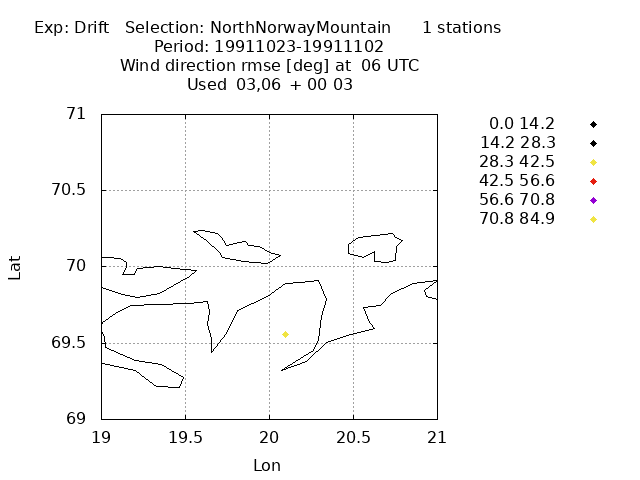 Exp: Drift   Selection: NorthNorwayMountain      1 stations
Period: 19911023-19911102
Wind direction rmse [deg] at  06 UTC
Used  03,06  + 00 03
71
70.5
70
69.5
69
Lat
19
19.5
20
20.5
21
Lon
0.0 14.2
14.2 28.3
28.3 42.5
42.5 56.6
56.6 70.8
70.8 84.9